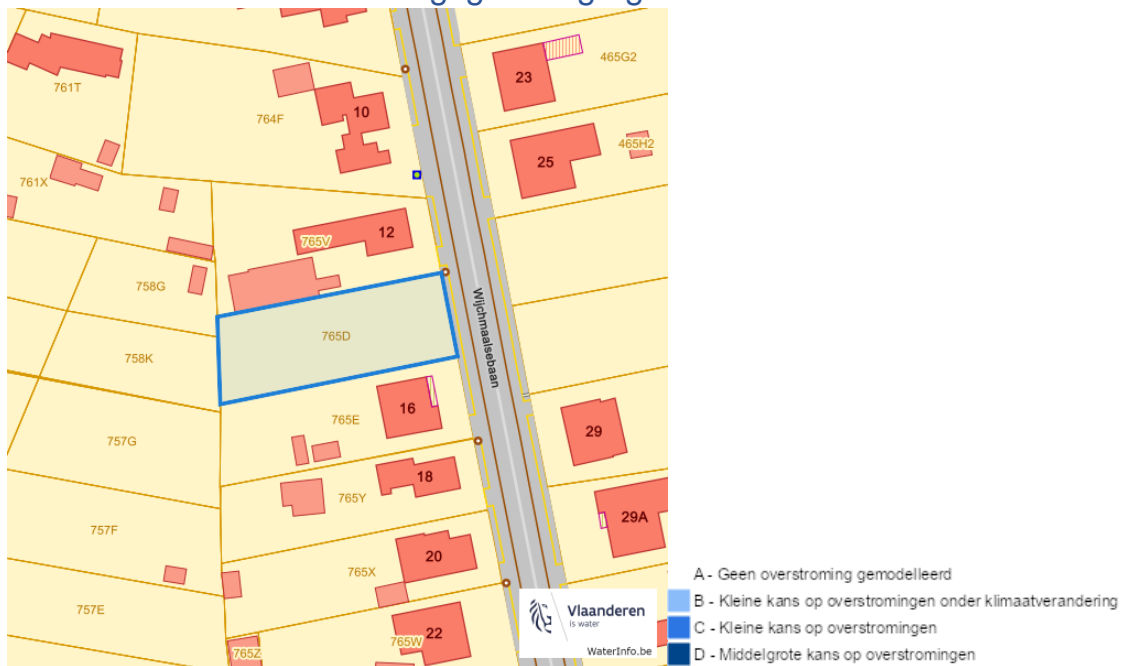 761T
764F
10
23
465G2
25
465H2
761X
12
765V
758G
765D
Wijchmaalsebaan
758K
16
765E
29
757G
18
765Y
29A
757F
20
765X
757E
22
765W
765Z
Vlaanderen
is water
WaterInfo.be
A - Geen overstroming gemodelleerd
B - Kleine kans op overstromingen onder klimaatverandering
C - Kleine kans op overstromingen
D - Middelgrote kans op overstromingen